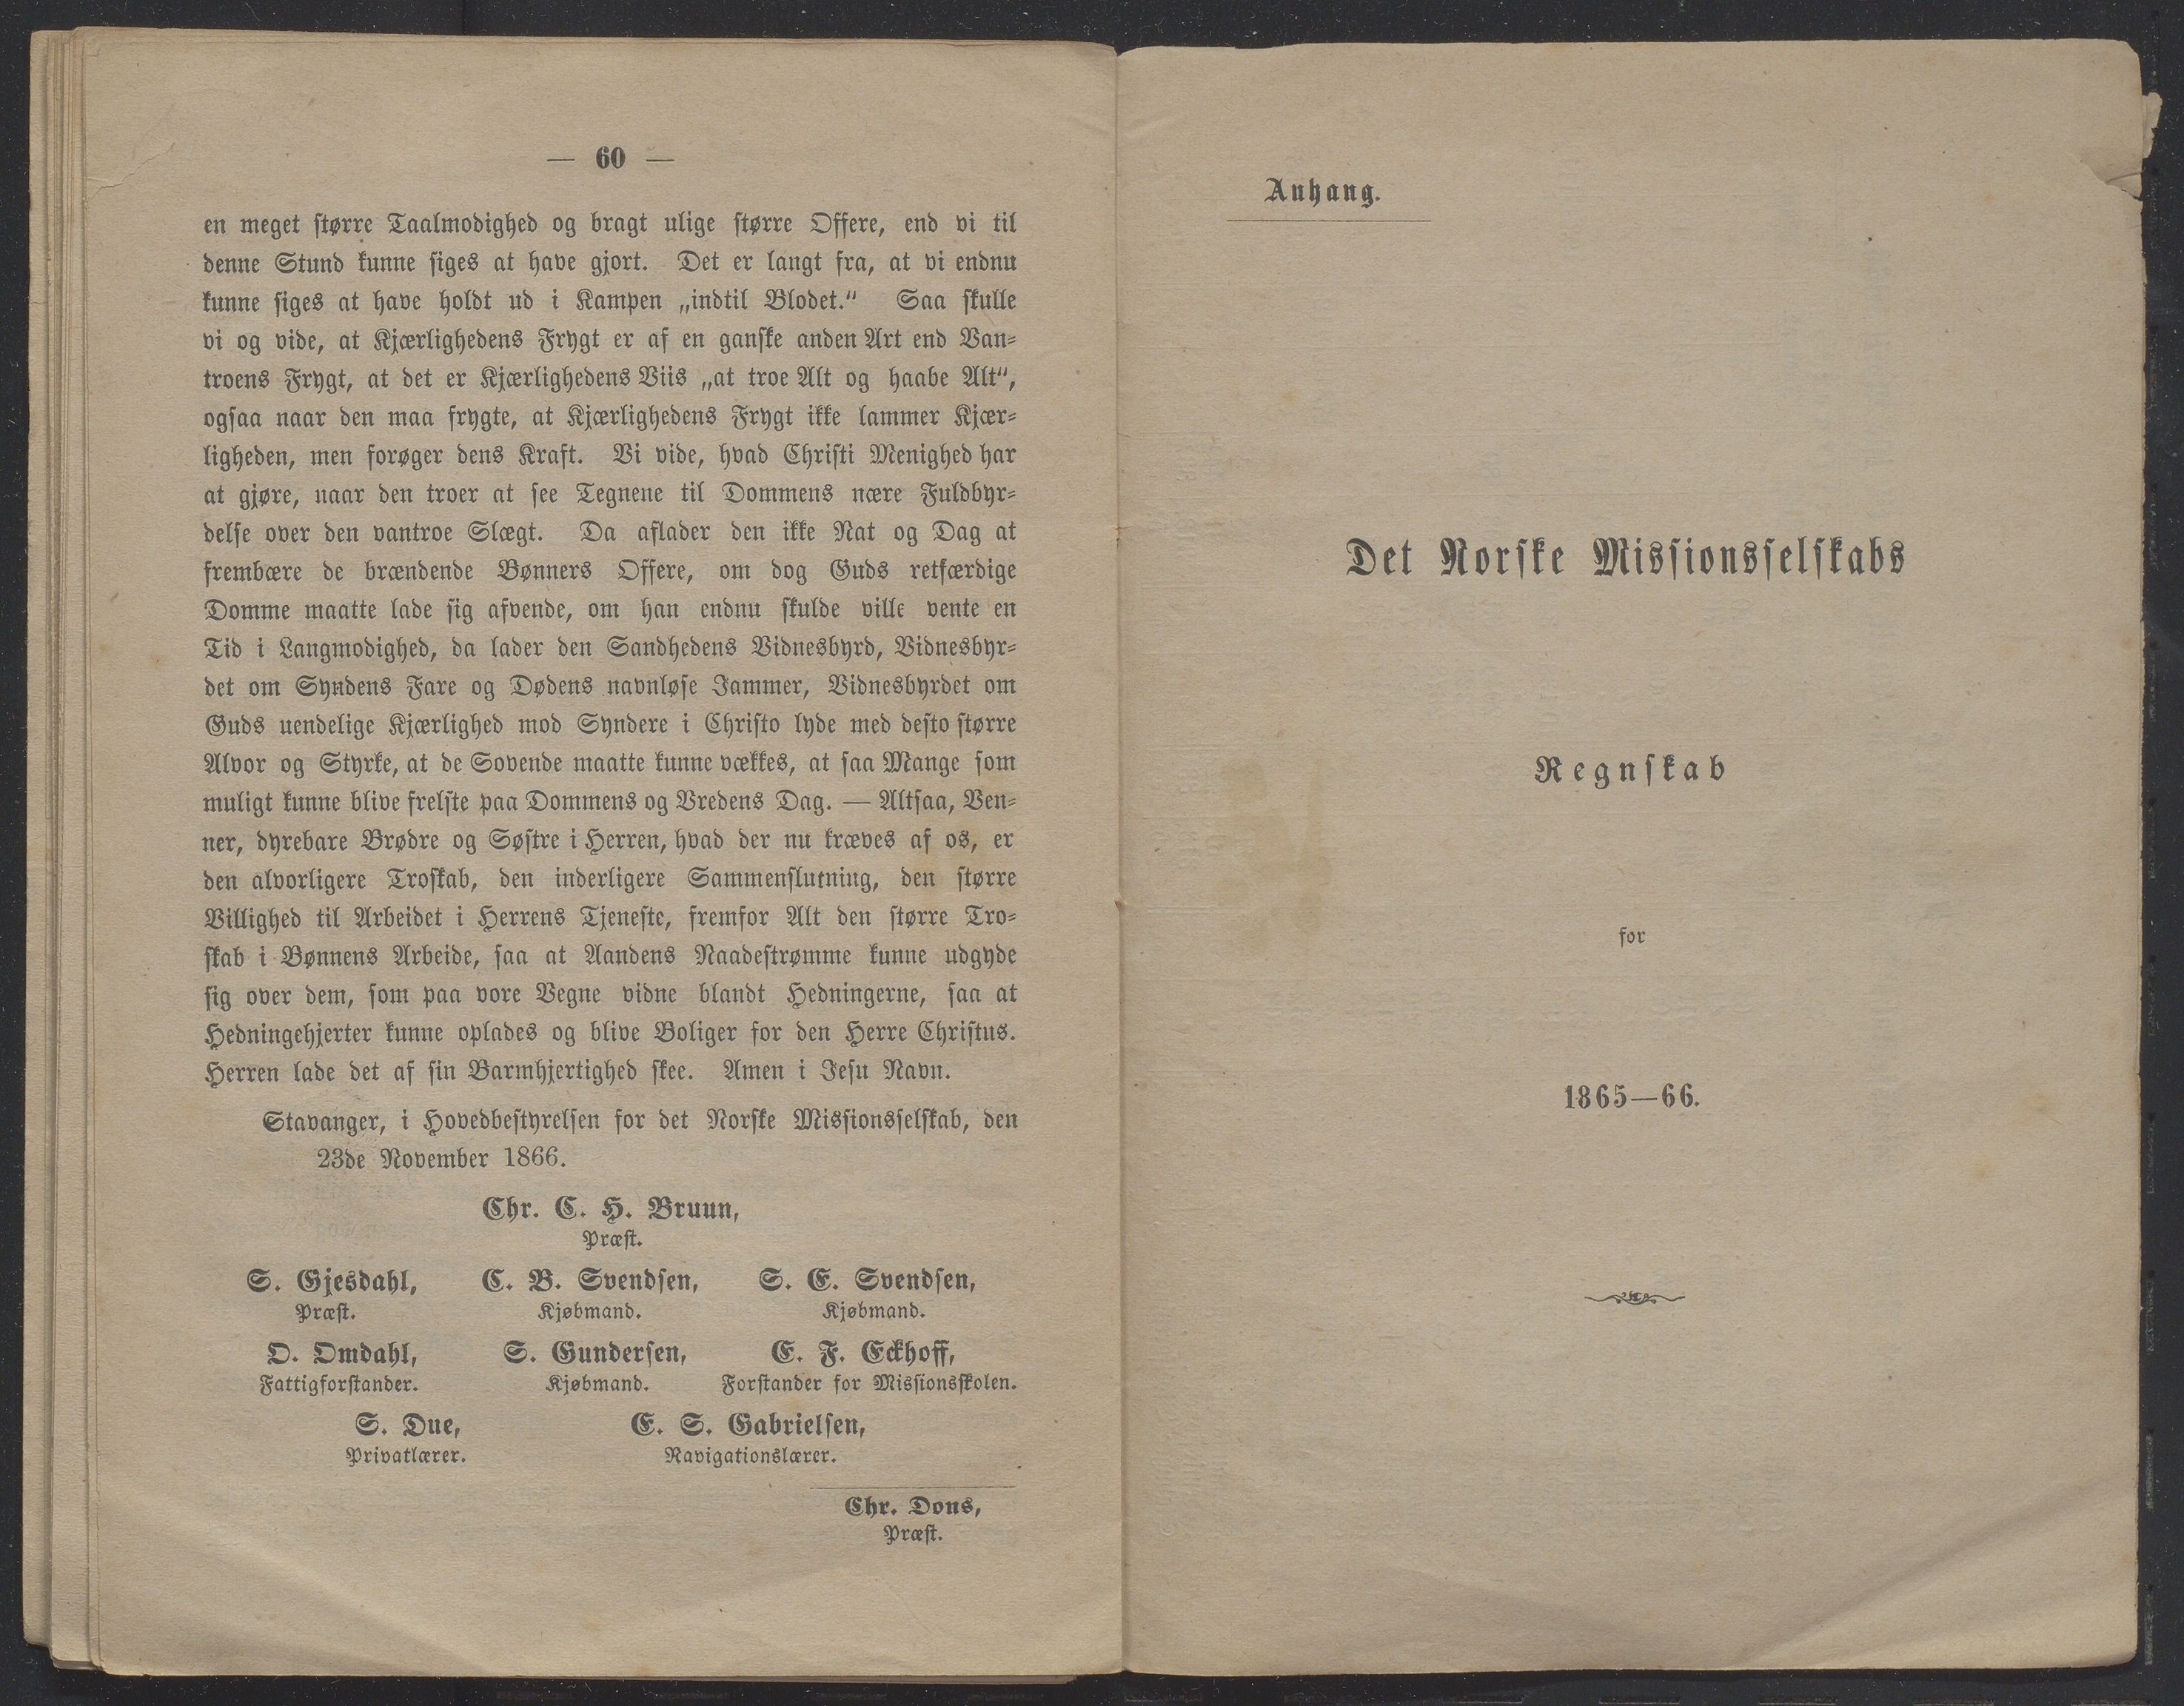 — 60 —
en meget større Taalmodighed og bragt ulige større Offere, end vi til
denne Stund kunne siges at have gjort. Det er langt fra, at vi endnu
kunne siges at have holdt ud i Kampen „indtil Blodet.“ Saa skulle
vi og vide, at Kjærlighedens Frygt er af en ganske anden Art end Van-
troens Frygt, at det er Kjærlighedens Viis „at troe Alt og haabe Alt“,
ogsaa naar den maa frygte, at Kjærlighedens Frygt ikke lammer Kjær-
ligheden, men forøger dens Kraft. Vi vide, hvad Christi Menighed har
at gjøre, naar den troer at see Tegnene til Dommens nære Fuldbyr-
delse over den vantroe Slægt. Da aflader den ikke Nat og Dag at
frembære de brændende Bønners Offere, om dog Guds retfærdige
Domme maatte lade sig afvende, om han endnu skulde ville vente en
Tid i Langmodighed, da lader den Sandhedens Vidnesbyrd, Vidnesbyr-
det om Syndens Fare og Dødens navnløse Jammer, Vidnesbyrdet om
Guds uendelige Kjærlighed mod Syndere i Christo lyde med desto større
Alvor og Styrke, at de Sovende maatte kunne vækkes, at saa Mange som
muligt kunne blive frelste paa Dommens og Vredens Dag. — Altsaa, Ven-
ner, dyrebare Brødre og Søstre i Herren, hvad der nu kræves af os, er
den alvorligere Troskab, den inderligere Sammenslutning, den større
Villighed til Arbeidet i Herrens Tjeneste, fremfor Alt den større Tro-
skab i Bønnens Arbeide, saa at Aandens Naadestrømme kunne udgyde
sig over dem, som paa vore Vegne vidne blandt Hedningerne, saa at
Hedningehjerter kunne oplades og blive Boliger for den Herre Christus.
Herren lade det af sin Barmhjertighed skee. Amen i Jesu Navn.
Stavanger, i Hovedbestyrelsen for det Norske Missionsselskab, den
23de November 1866.
Chr. C. H. Bruun,
Præst.
S. Gjesdahl, C. B. Svendsen, S. E. Svendsen,
Præst. Kjøbmand. Kjøbmand.
O. Omdahl, S. Gundersen, E. F. Eckhoff,
Fattigforstander. Kjøbmand. Forstander for Missionsskolen.
S. Due, E. S. Gabrielsen,
Privatlærer. Navigationslærer.
Chr. Dons,
Præst.
Anhang.
Det Norske Missionsselskabs
Regnskab
for
1865—66.